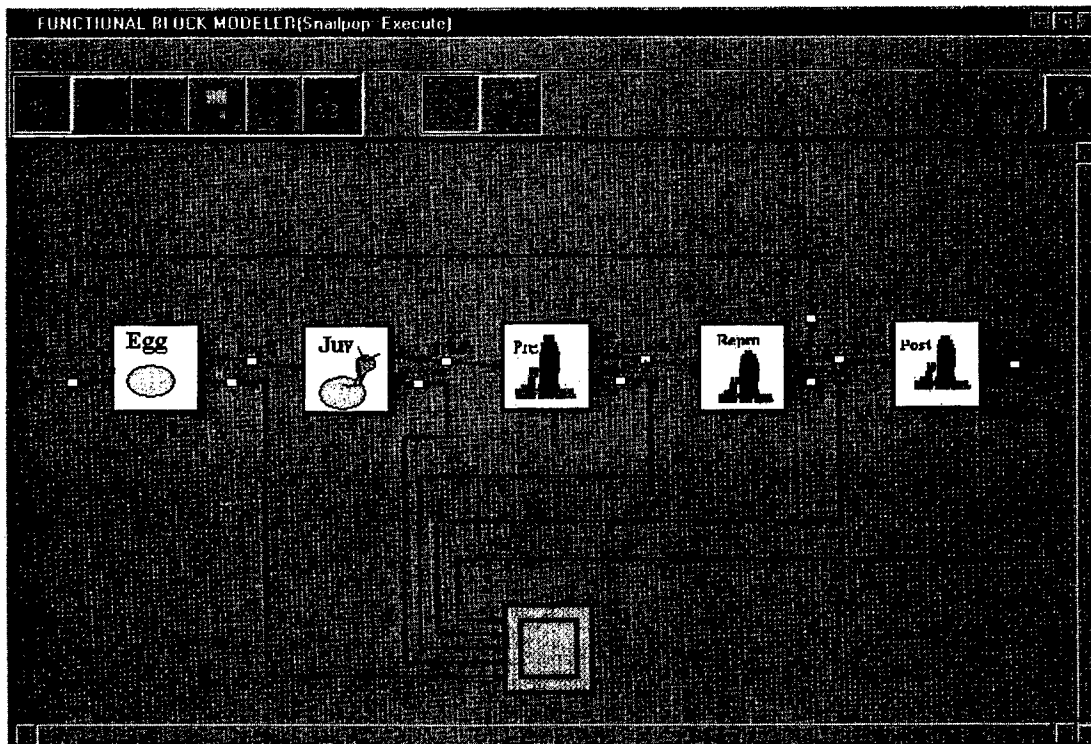 FUNCTIONAL BLOCK MODELER(Snailpop: Execute)
Egg
Juv
Pre
Repro
Post